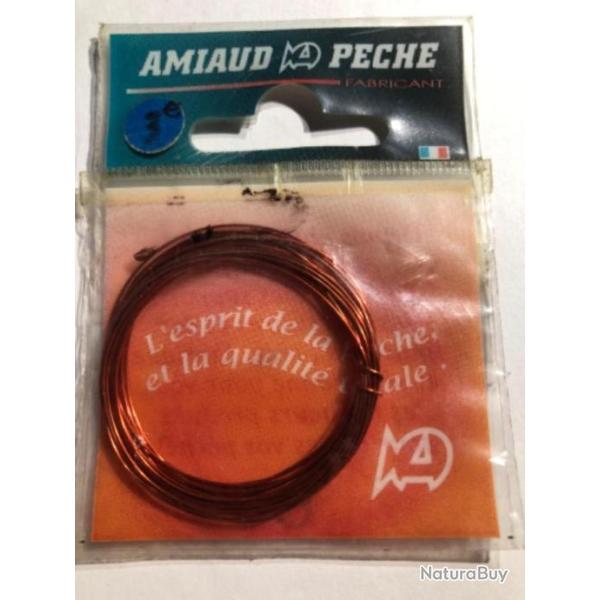 AMIAUD PECHE
FABRICANT
L'esprit de la
et la qualité
NaturaBuy